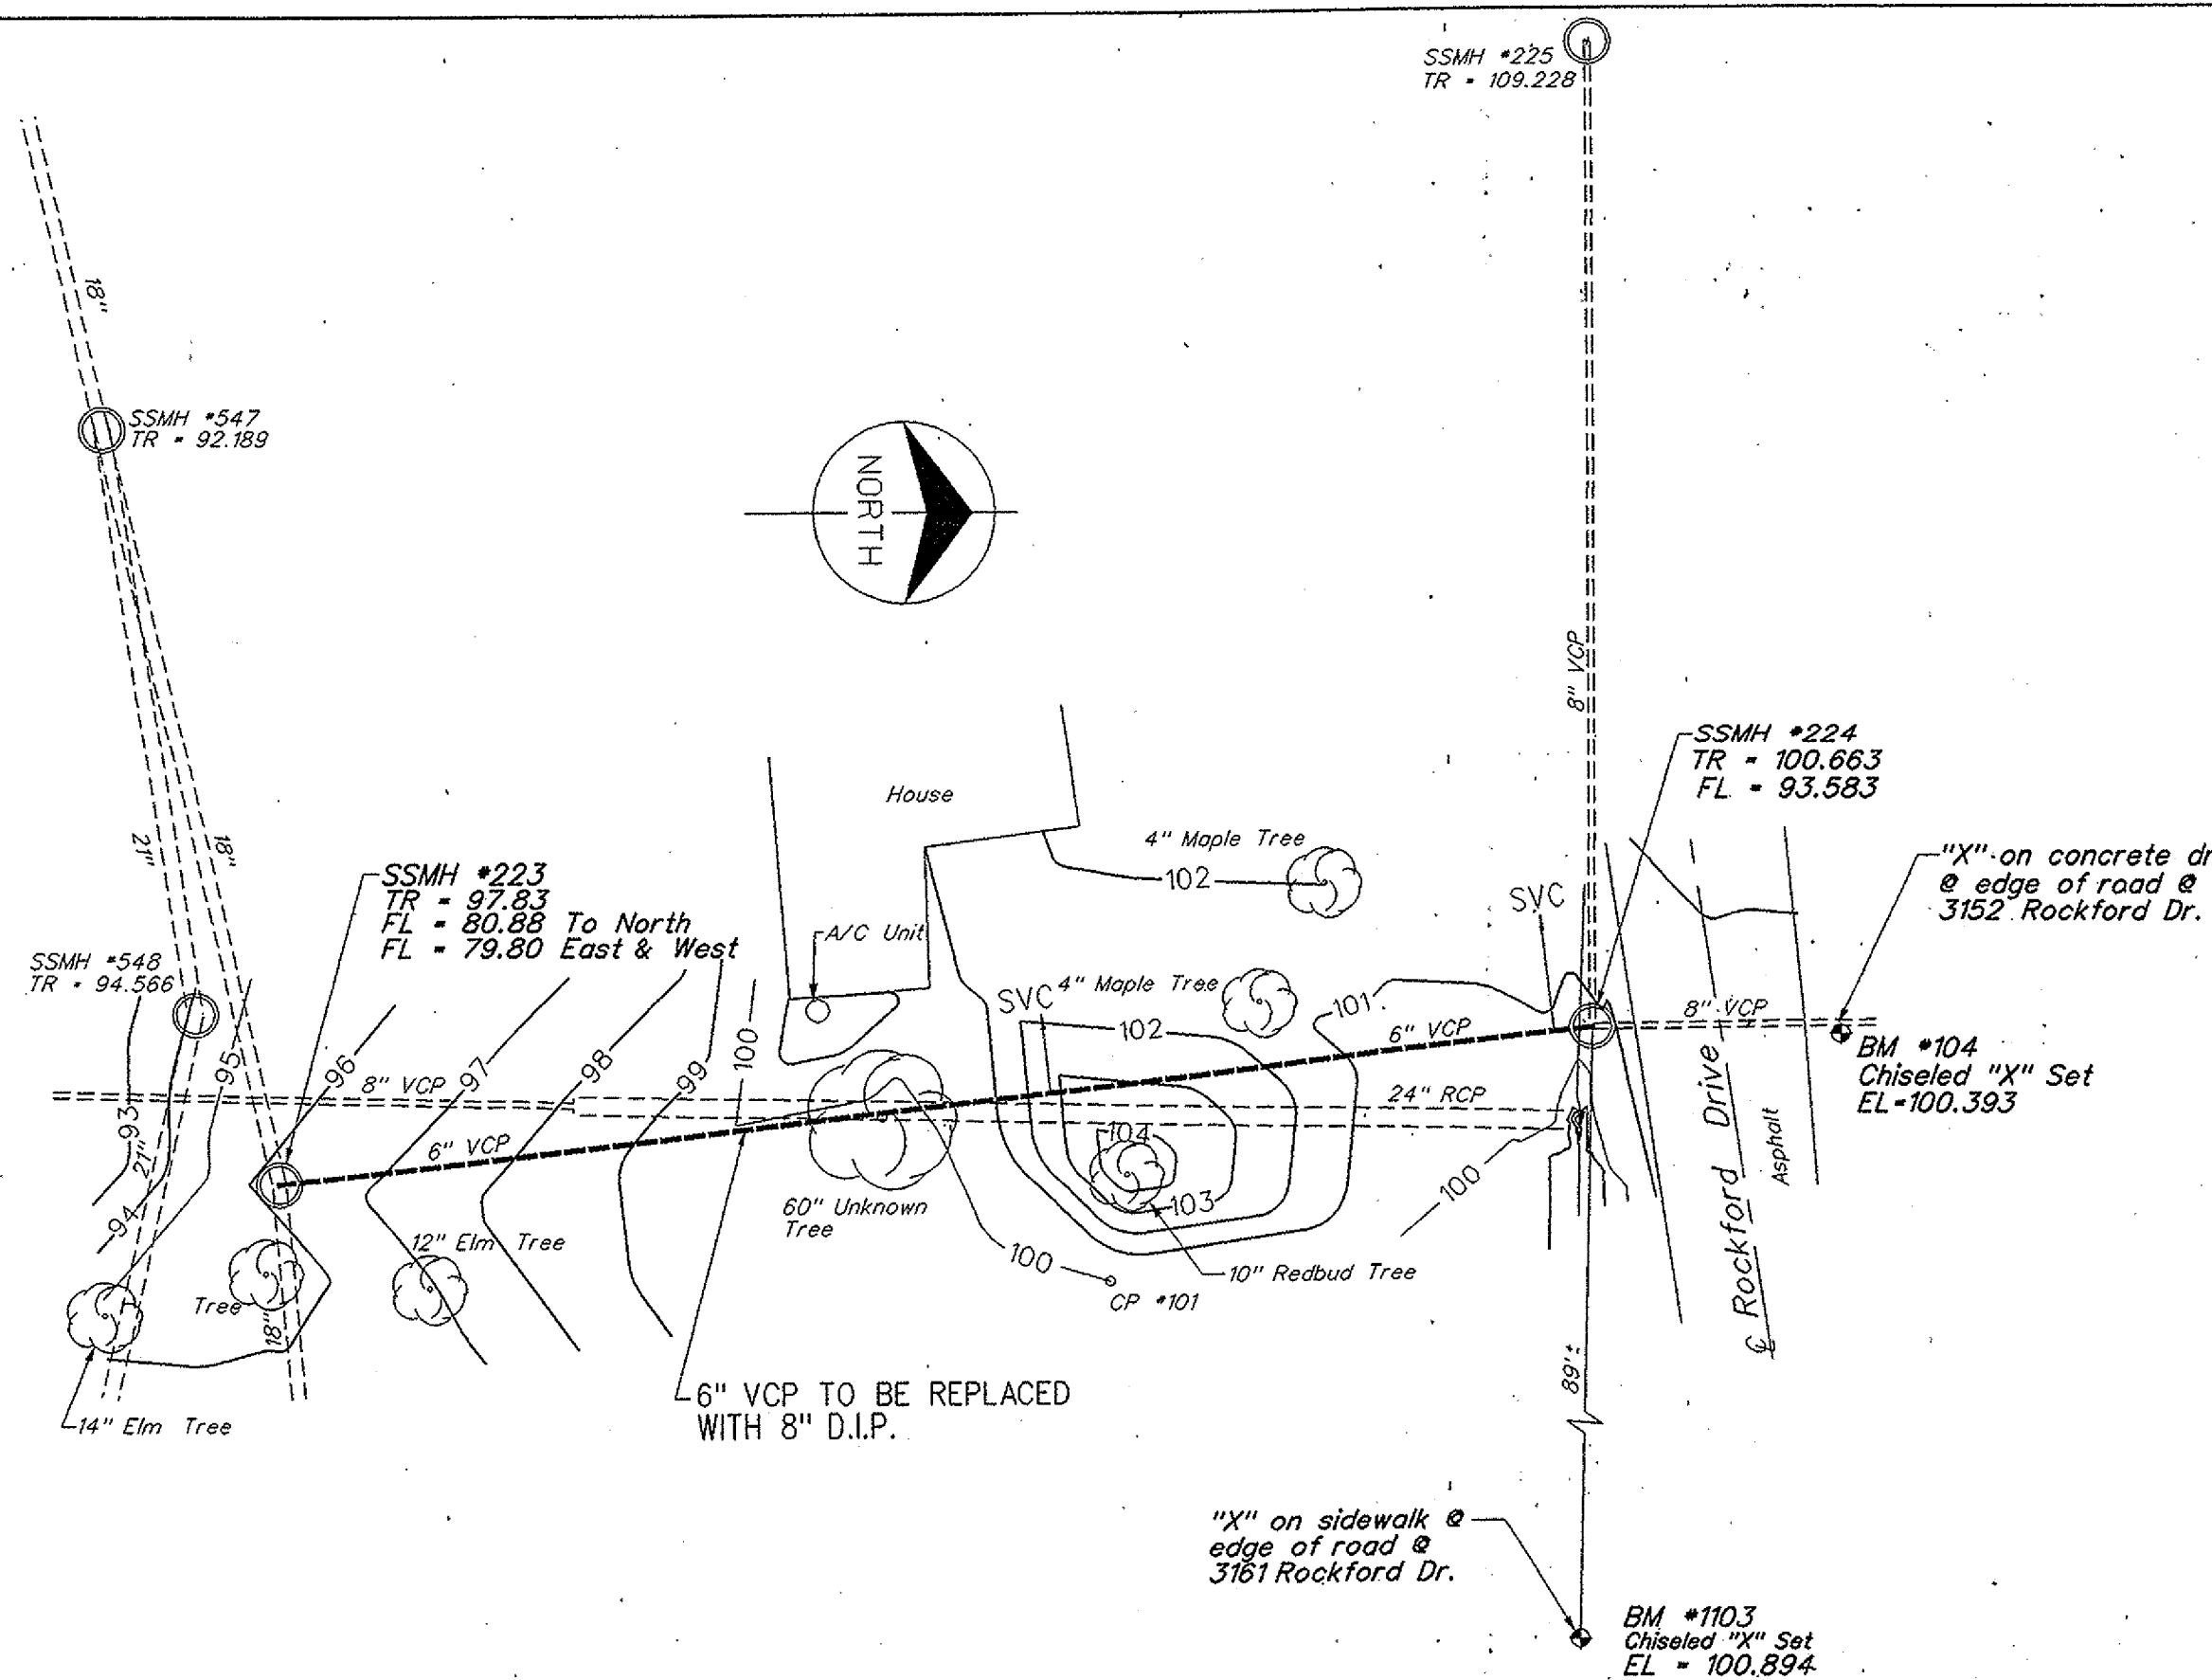 SSMH #225
TR = 109.228
18"
SSMH #547
TR = 92.189
NORTH
8" VCP
SSMH #224
TR = 100.663
FL = 93.583
House
21"
18"
4" Maple Tree
"X" on concrete dr
@ edge of road @
3152 Rockford Dr.
SSMH #223
TR = 97.83
FL = 80.88 To North
FL = 79.80 East & West
102
SVC
A/C Unit
SSMH #548
TR = 94.566
4" Maple Tree
SVC
101
102
100
8" VCP
6" VCP
BM #104
Chiseled "X" Set
EL=100.393
95
96
97
98
99
8" VCP
24" RCP
93
104
6" VCP
21"
94
103
100
60" Unknown
Tree
12" Elm Tree
100
10" Redbud Tree
CP #101
℄ Rockford Drive
Asphalt
Tree
18"
89'±
14" Elm Tree
6" VCP TO BE REPLACED
WITH 8" D.I.P.
"X" on sidewalk @
edge of road @
3161 Rockford Dr.
BM #1103
Chiseled "X" Set
EL = 100.894